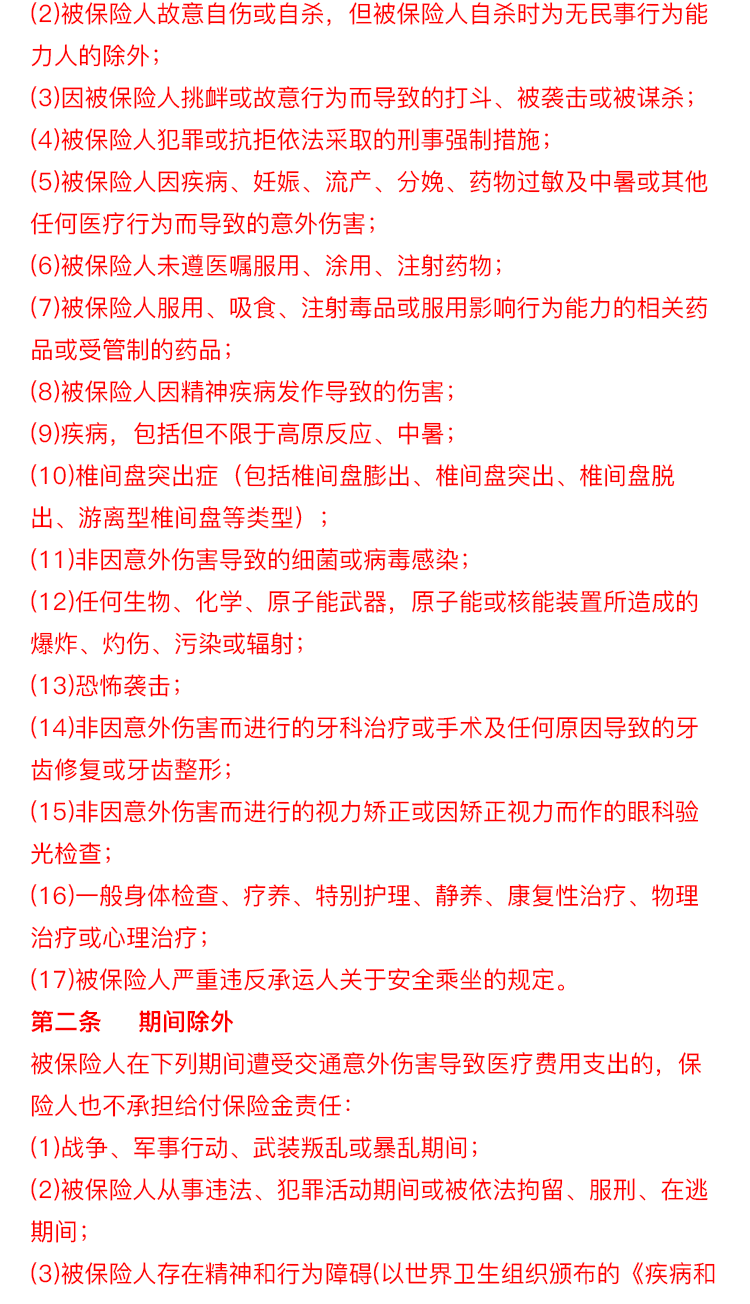 (2)被保险人故意自伤或自杀，但被保险人自杀时为无民事行为能
力人的除外；
(3)因被保险人挑衅或故意行为而导致的打斗、被袭击或被谋杀；
(4)被保险人犯罪或抗拒依法采取的刑事强制措施；
(5)被保险人因疾病、妊娠、流产、分娩、药物过敏及中暑或其他
任何医疗行为而导致的意外伤害；
(6)被保险人未遵医嘱服用、涂用、注射药物；
(7)被保险人服用、吸食、注射毒品或服用影响行为能力的相关药
品或受管制的药品；
(8)被保险人因精神疾病发作导致的伤害；
(9)疾病，包括但不限于高原反应、中暑；
(10)椎间盘突出症（包括椎间盘膨出、椎间盘突出、椎间盘脱
出、游离型椎间盘等类型）；
(11)非因意外伤害导致的细菌或病毒感染；
(12)任何生物、化学、原子能武器，原子能或核能装置所造成的
爆炸、灼伤、污染或辐射；
(13)恐怖袭击；
(14)非因意外伤害而进行的牙科治疗或手术及任何原因导致的牙
齿修复或牙齿整形；
(15)非因意外伤害而进行的视力矫正或因矫正视力而作的眼科验
光检查；
(16)一般身体检查、疗养、特别护理、静养、康复性治疗、物理
治疗或心理治疗；
(17)被保险人严重违反承运人关于安全乘坐的规定。
第二条 期间除外
被保险人在下列期间遭受交通意外伤害导致医疗费用支出的，保
险人也不承担给付保险金责任：
(1)战争、军事行动、武装叛乱或暴乱期间；
(2)被保险人从事违法、犯罪活动期间或被依法拘留、服刑、在逃
期间；
(3)被保险人存在精神和行为障碍(以世界卫生组织颁布的《疾病和